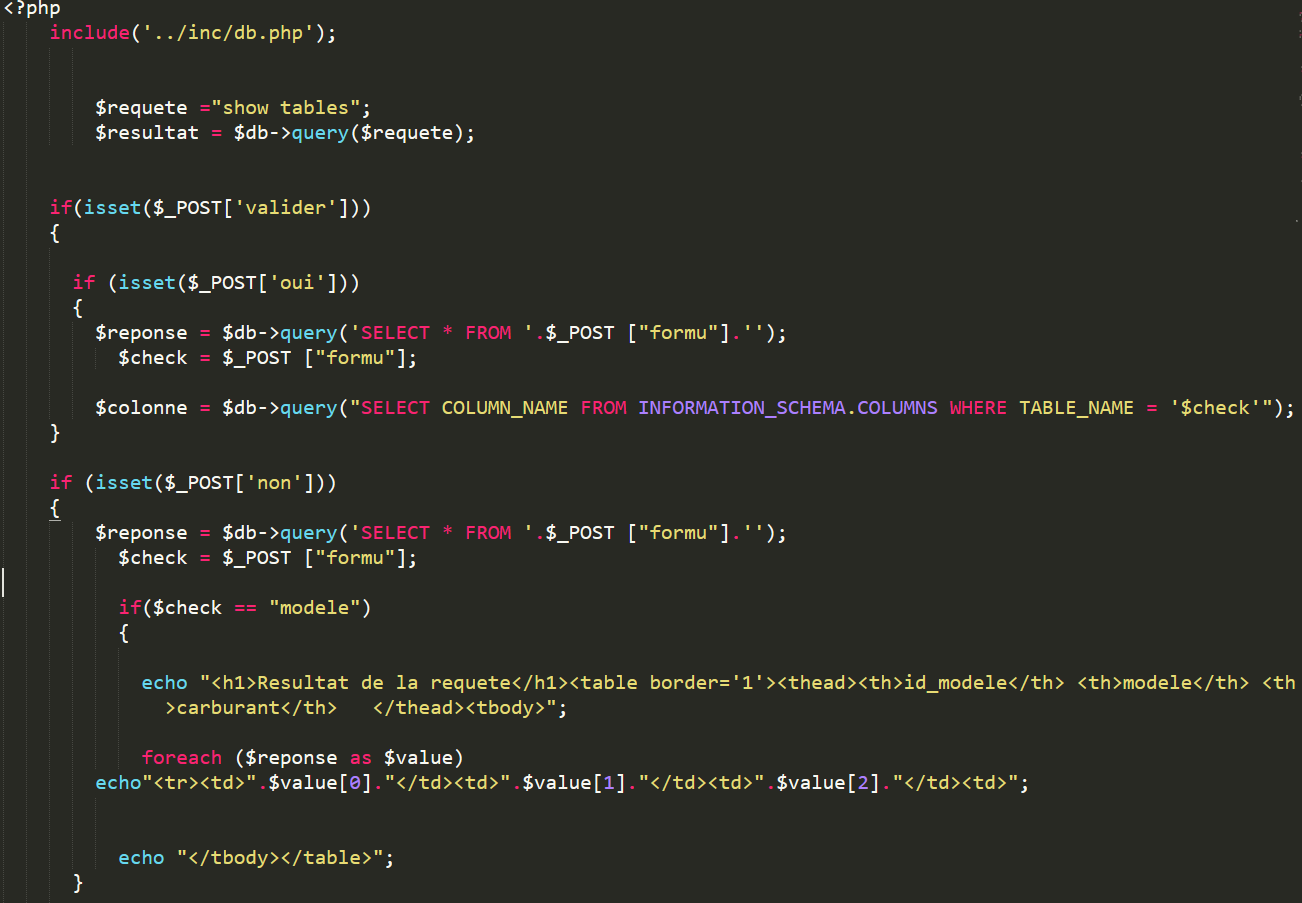 <?php
include('../inc/db.php');
$requete ="show tables";
$resultat = $db->query($requete);
if(isset($_POST['valider']))
{
if (isset($_POST['oui']))
{
$reponse = $db->query('SELECT * FROM '.$_POST ["formu"].'');
$check = $_POST ["formu"];
$colonne = $db->query("SELECT COLUMN_NAME FROM INFORMATION_SCHEMA.COLUMNS WHERE TABLE_NAME = '$check'");
}
if (isset($_POST['non']))
{
$reponse = $db->query('SELECT * FROM '.$_POST ["formu"].'');
$check = $_POST ["formu"];
if($check == "modele")
{
echo "<h1>Resultat de la requete</h1><table border='1'><thead><th>id_modele</th> <th>modele</th> <th
>carburant</th>   </thead><tbody>";
foreach ($reponse as $value)
echo"<tr><td>".$value[0]."</td><td>".$value[1]."</td><td>".$value[2]."</td><td>";
echo "</tbody></table>";
}